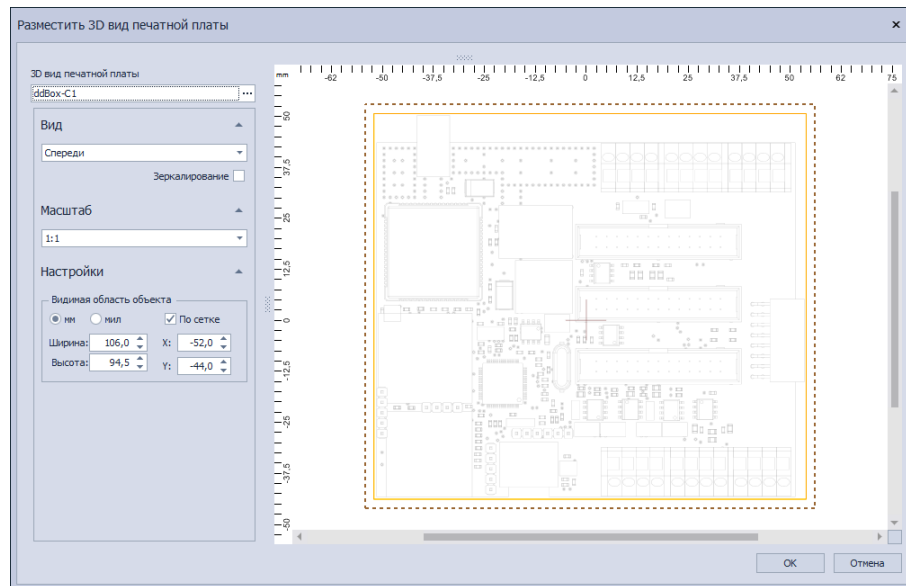 Разместить 3D вид печатной платы ×
3D вид печатной платы
ddBox-C1 ...
Вид
Спереди
Зеркалирование
Масштаб
1:1
Настройки
Видимая область объекта
мм мил По сетке
Ширина: 106,0 X: -52,0
Высота: 94,5 Y: -44,0
mm -62 -50 -37,5 -25 -12,5 0 12,5 25 37,5 50 62 75
50
37,5
25
12,5
0
-12,5
-25
-37,5
-50
ОК Отмена